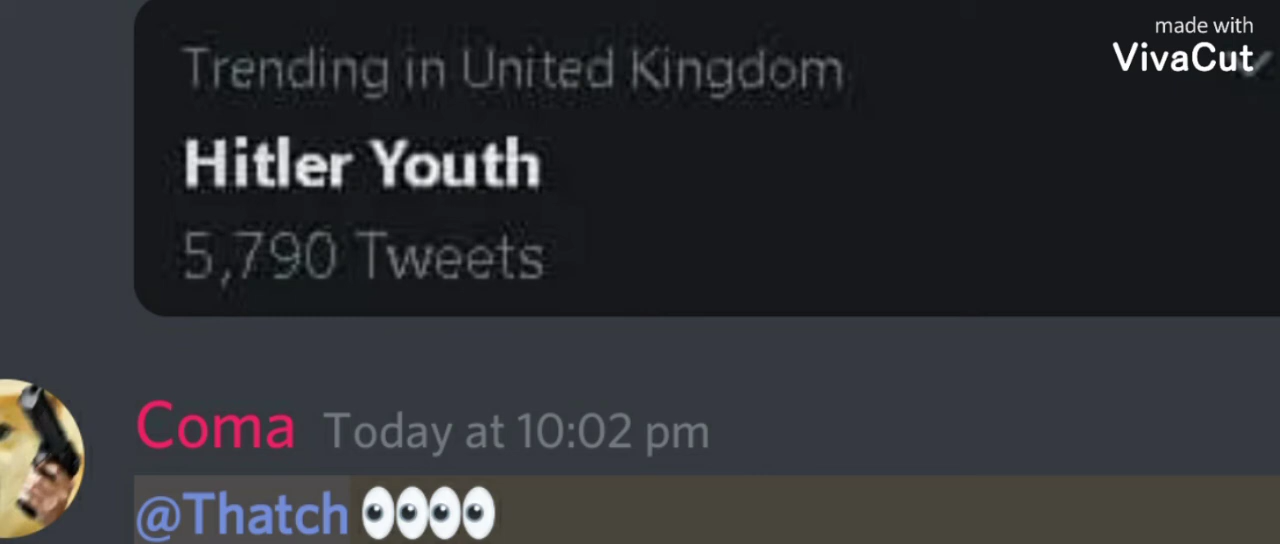 made with
VivaCut
Trending in United Kingdom
Hitler Youth
5,790 Tweets
Coma Today at 10:02 pm
@Thatch 👀👀